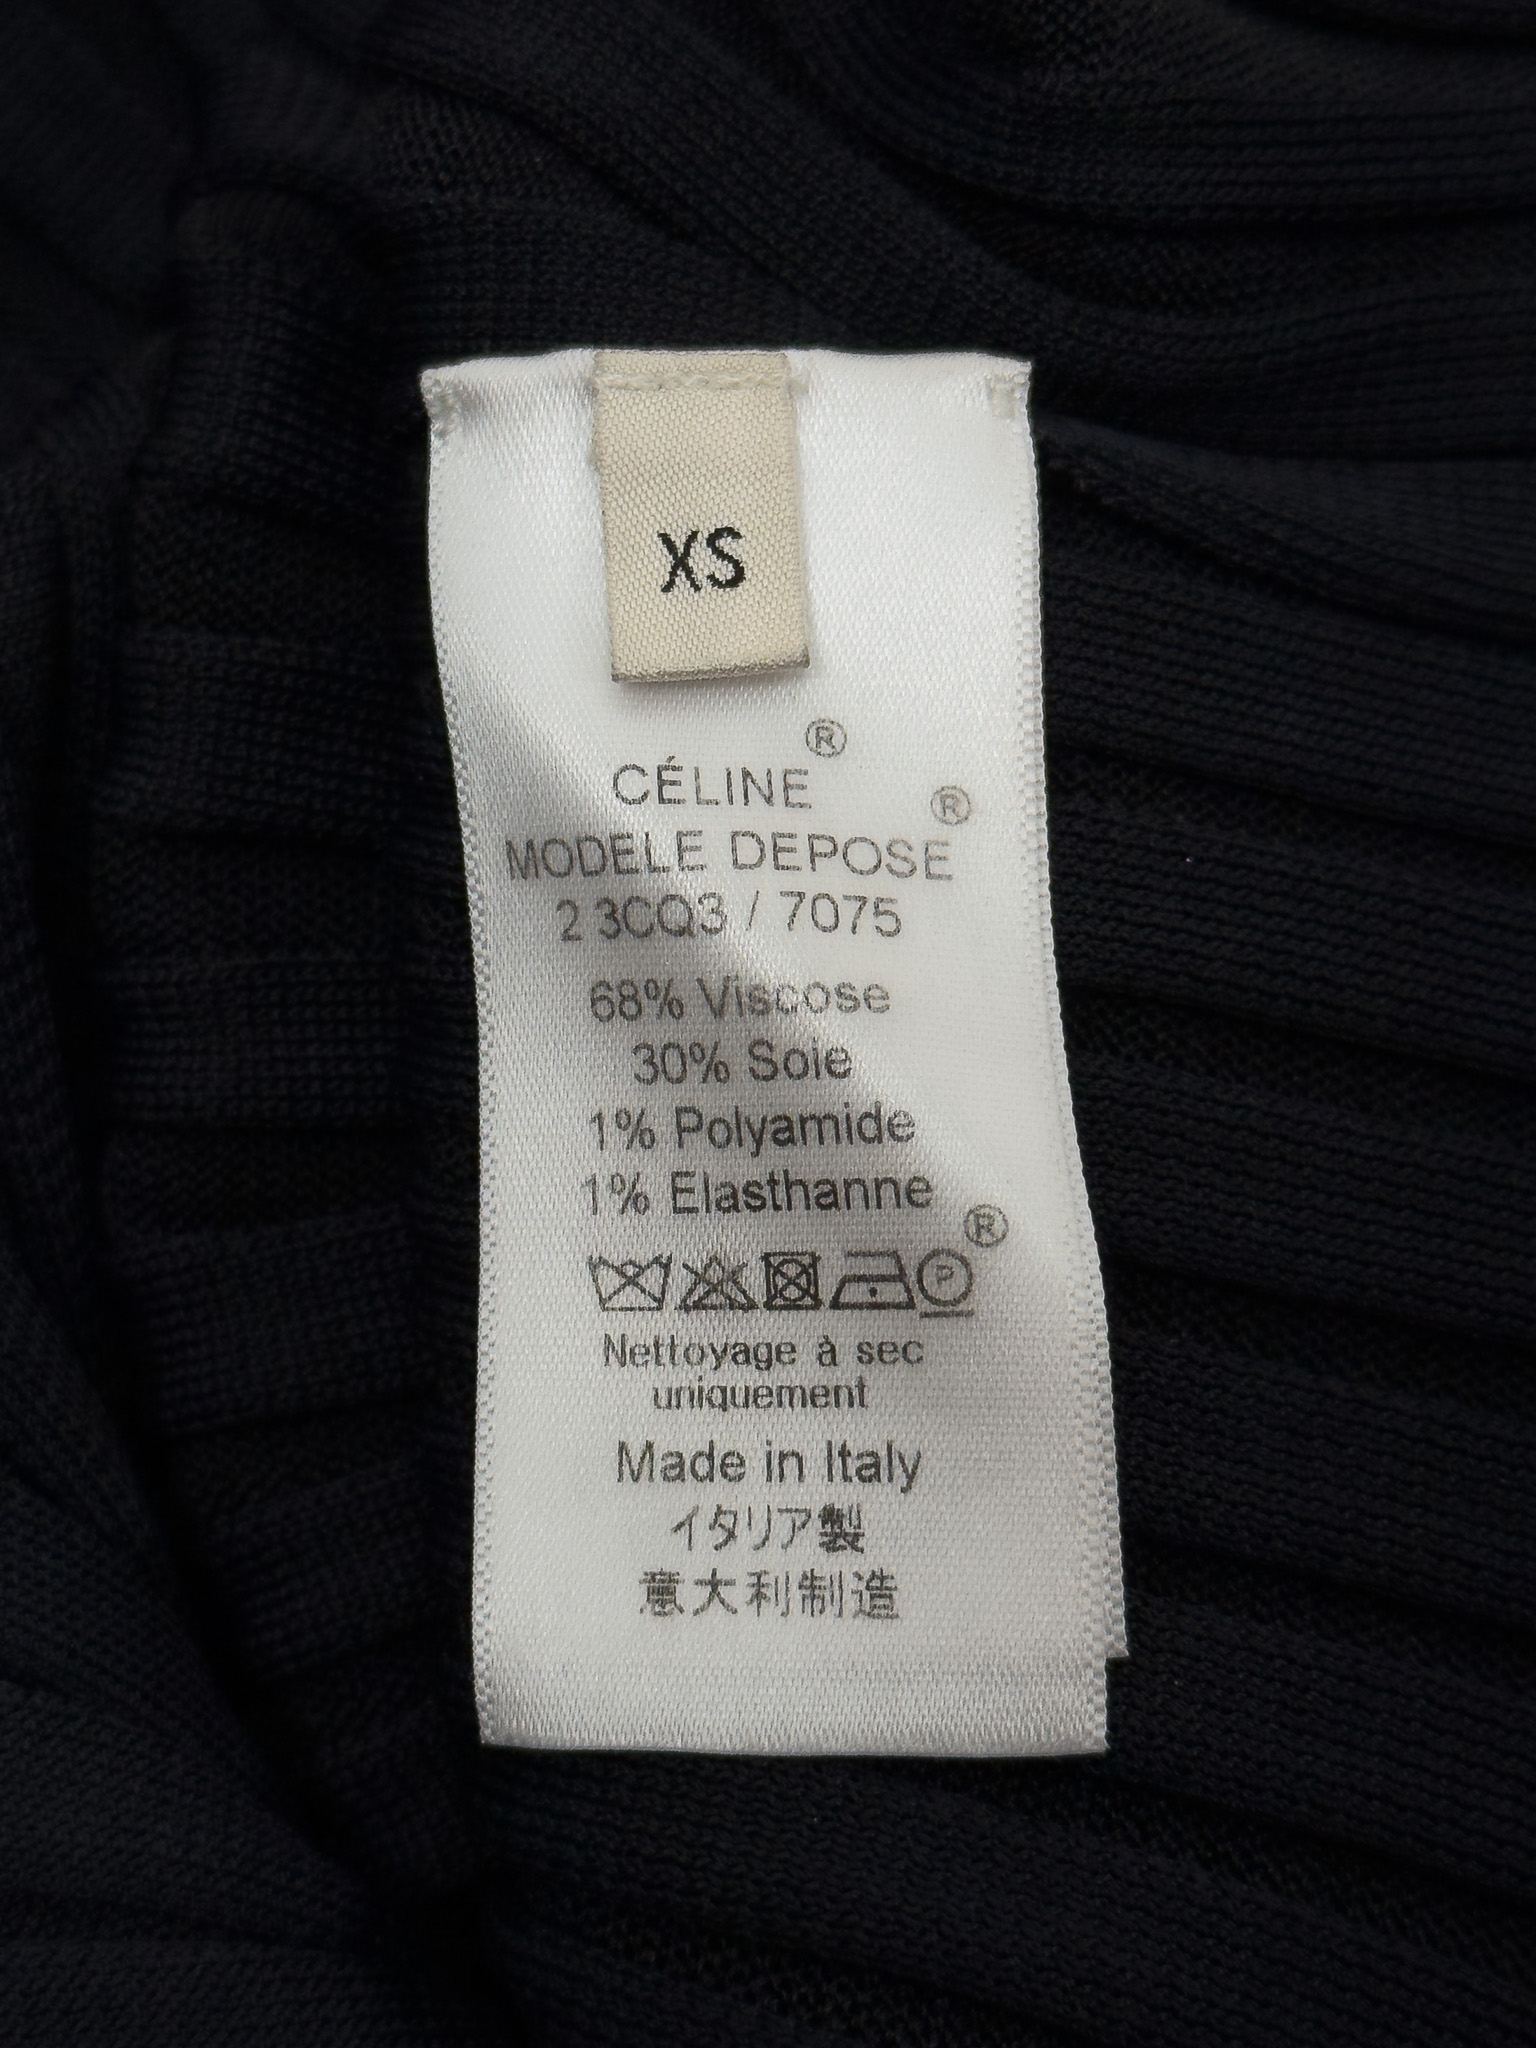 XS
CÉLINE®
MODELE DEPOSE®
2 3CQ3 / 7075
68% Viscose
30% Soie
1% Polyamide
1% Elasthanne
®
P
Nettoyage à sec
uniquement
Made in Italy
イタリア製
意大利制造